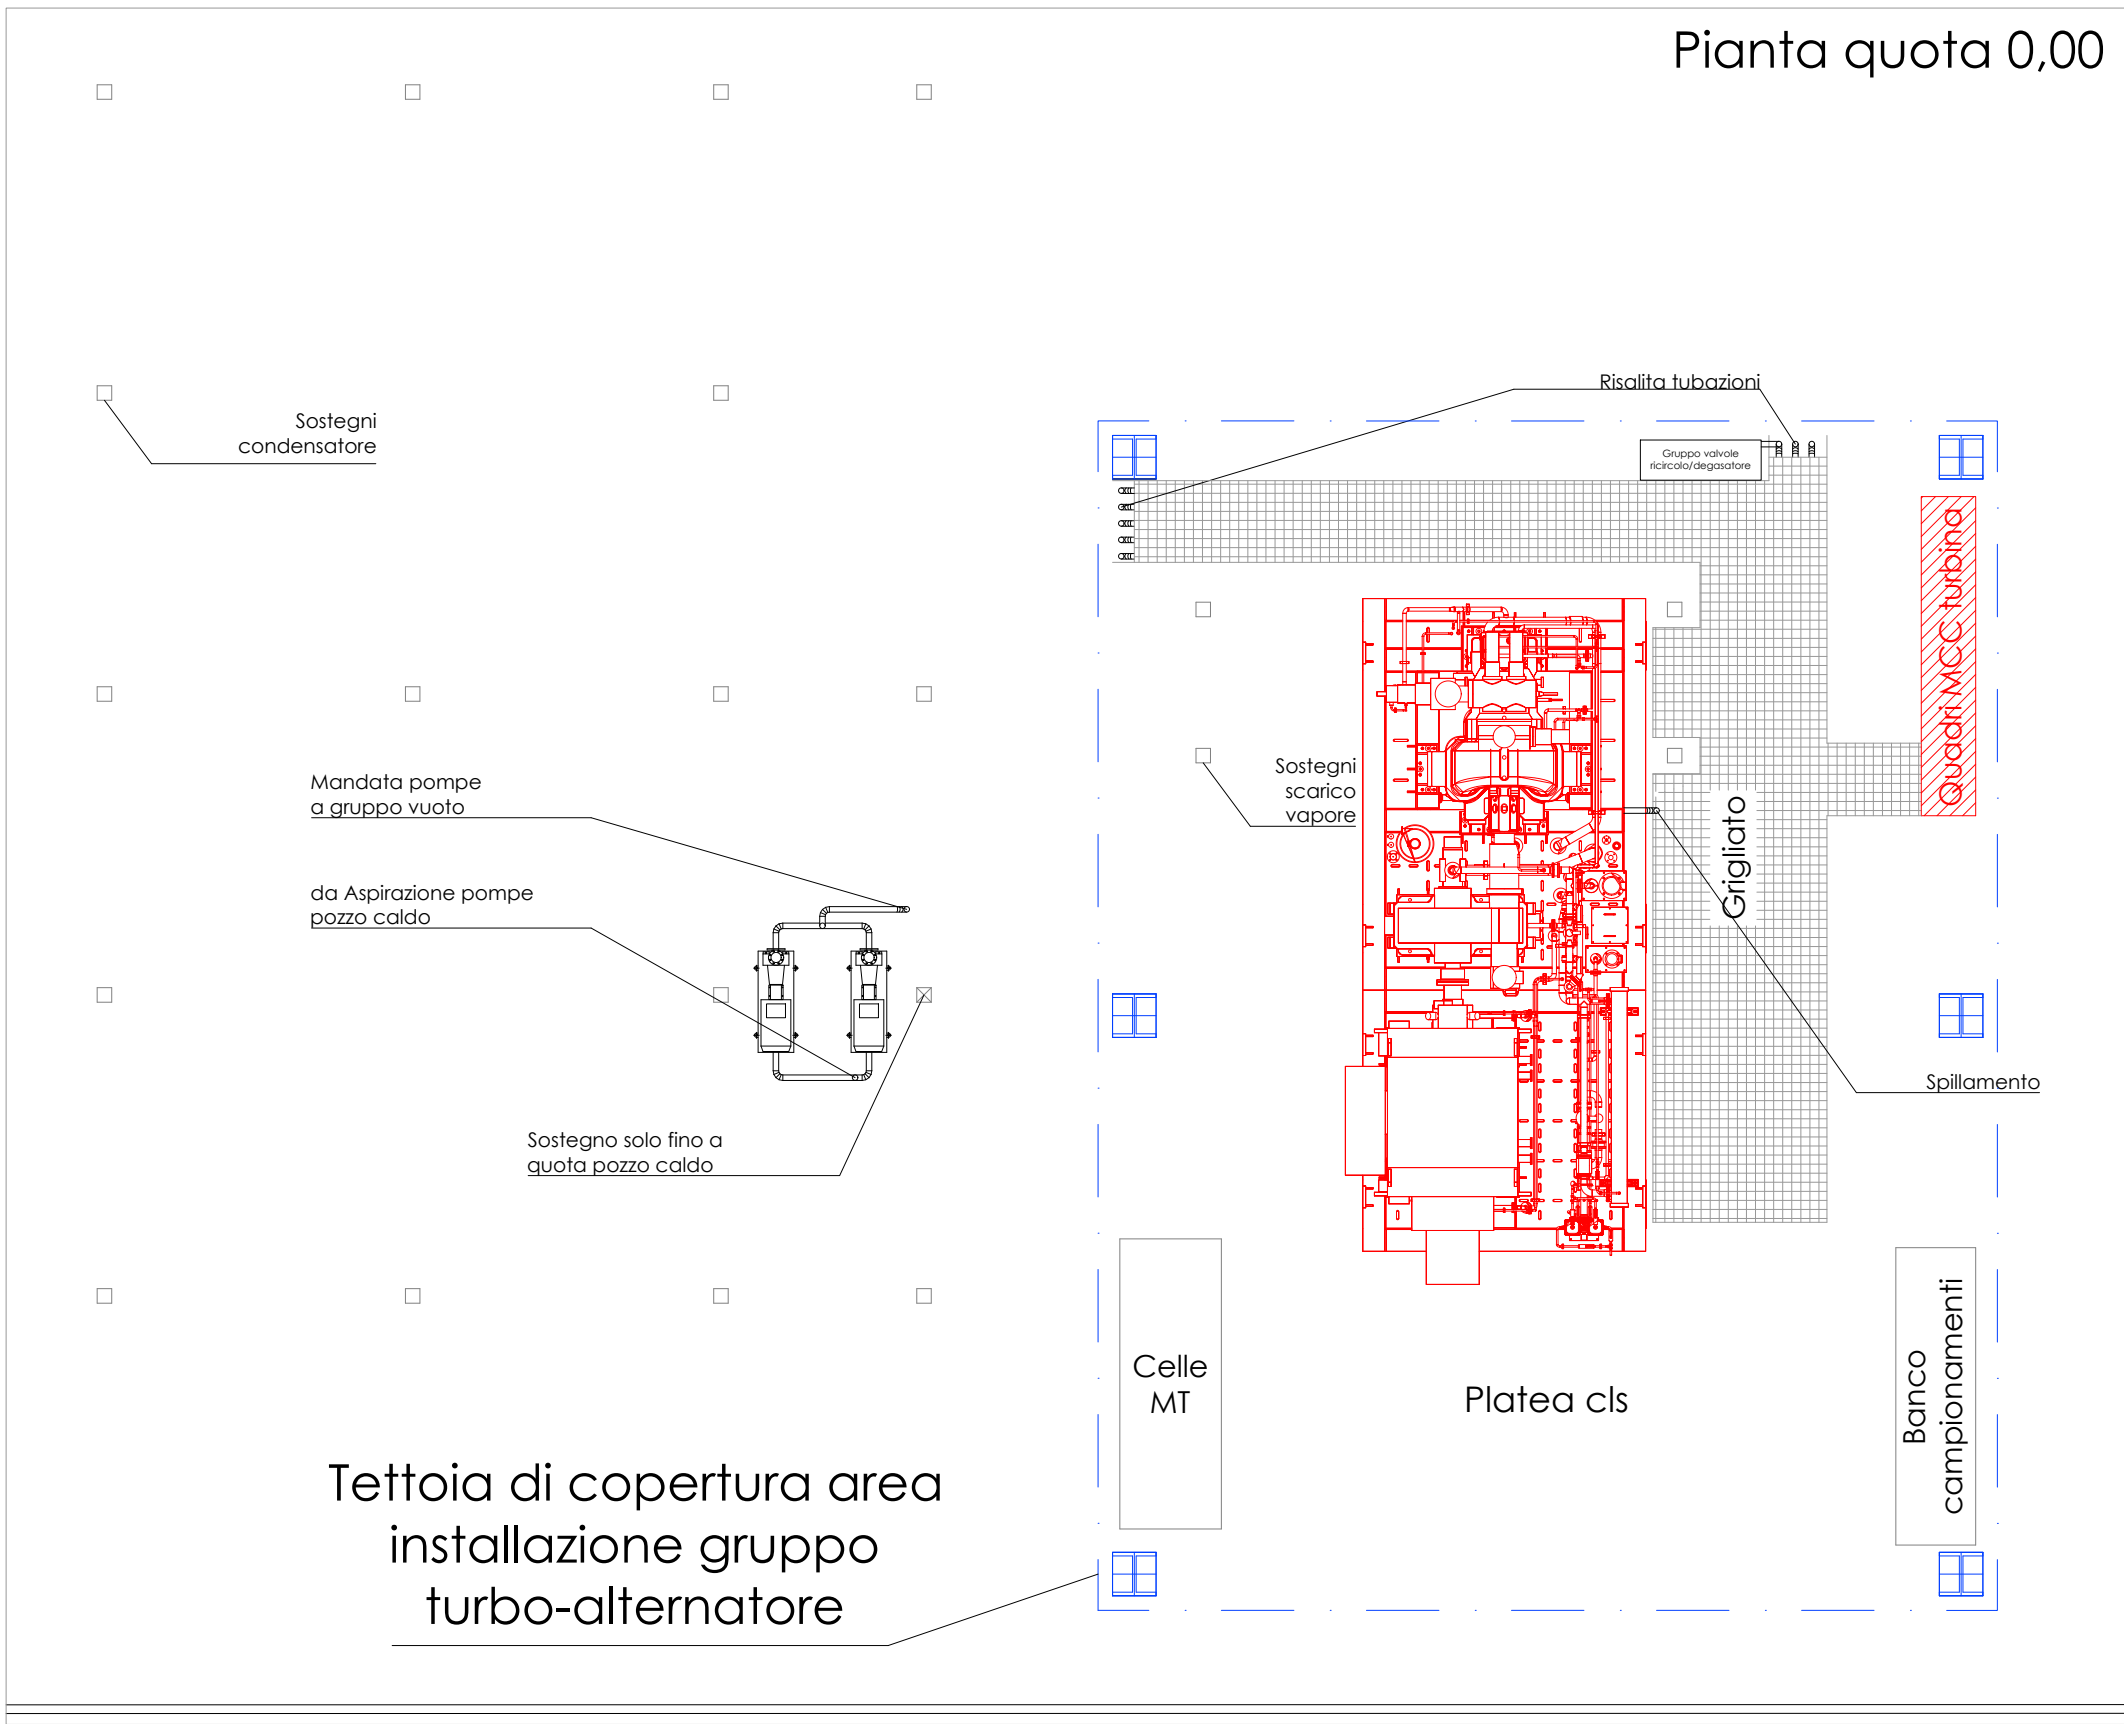 Pianta quota 0,00
Risalita tubazioni
Sostegni
condensatore
Gruppo valvole
ricircolo/degasatore
Quadri MCC turbina
Sostegni
scarico
vapore
Mandata pompe
a gruppo vuoto
Grigliato
da Aspirazione pompe
pozzo caldo
Spillamento
Sostegno solo fino a
quota pozzo caldo
Celle
MT
Platea cls
Banco
campionamenti
Tettoia di copertura area
installazione gruppo
turbo-alternatore